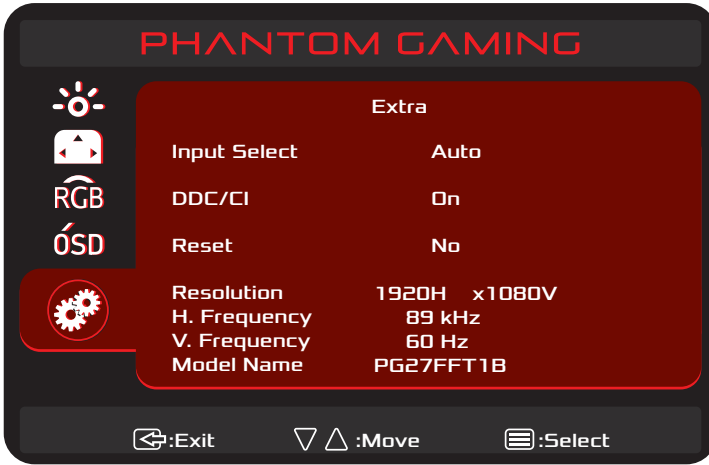 PHANTOM GAMING
Extra
Input Select Auto
RGB
DDC/CI On
OSD
Reset No
Resolution 1920H x1080V
H. Frequency 89 kHz
V. Frequency 60 Hz
Model Name PG27FFT1B
:Exit :Move :Select